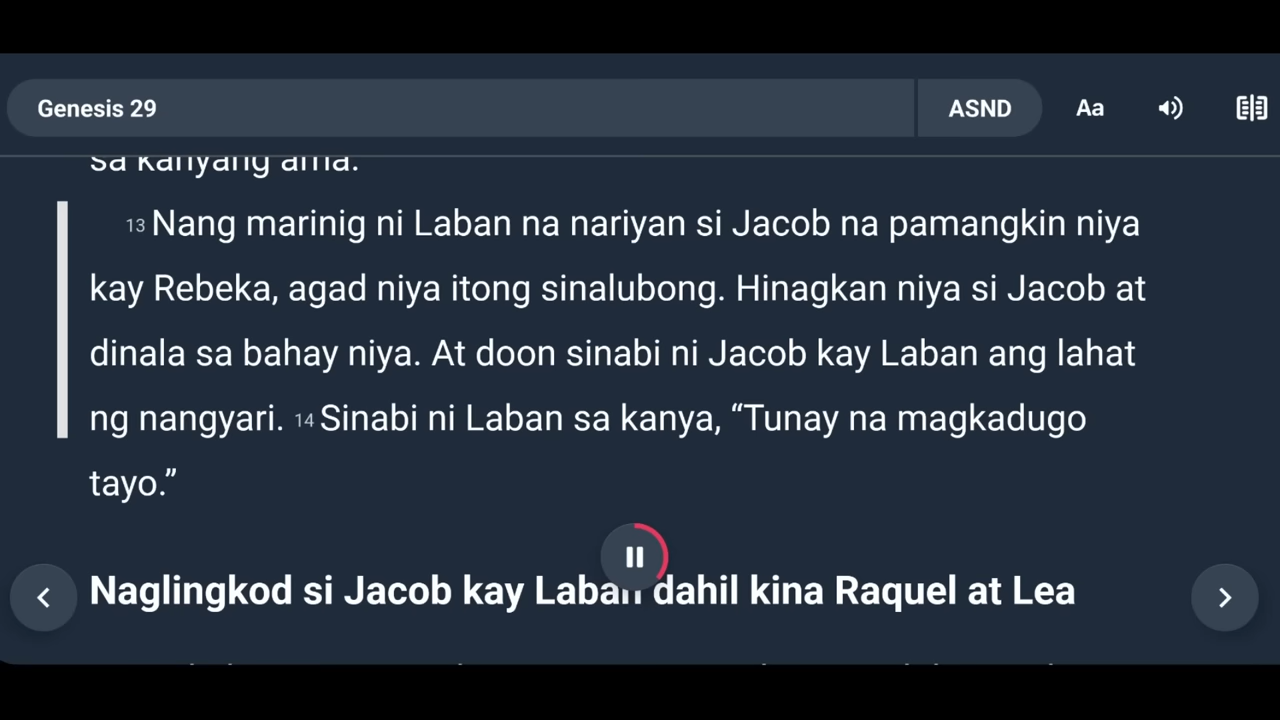 Genesis 29 ASND Aa
sa kanyang ama.
13 Nang marinig ni Laban na nariyan si Jacob na pamangkin niya
kay Rebeka, agad niya itong sinalubong. Hinagkan niya si Jacob at
dinala sa bahay niya. At doon sinabi ni Jacob kay Laban ang lahat
ng nangyari. 14 Sinabi ni Laban sa kanya, “Tunay na magkadugo
tayo.”
Naglingkod si Jacob kay Laban dahil kina Raquel at Lea